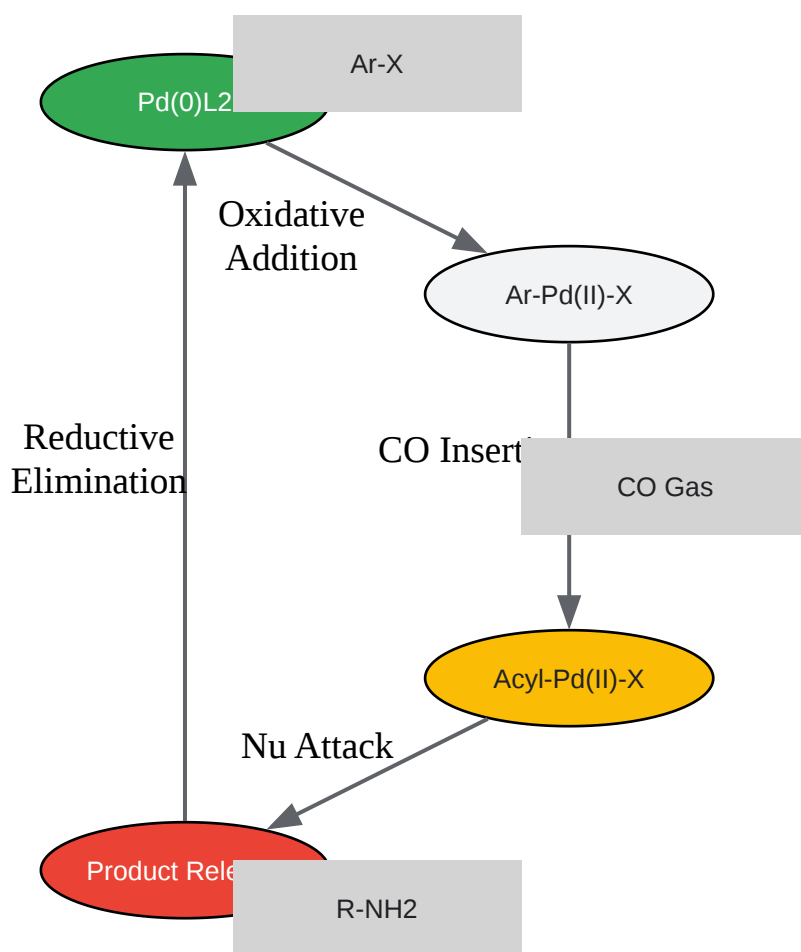 Ar-X
Pd(0)L2
Oxidative
Addition
Ar-Pd(II)-X
Reductive
Elimination
CO Insert
CO Gas
Acyl-Pd(II)-X
Nu Attack
Product Rele
R-NH2